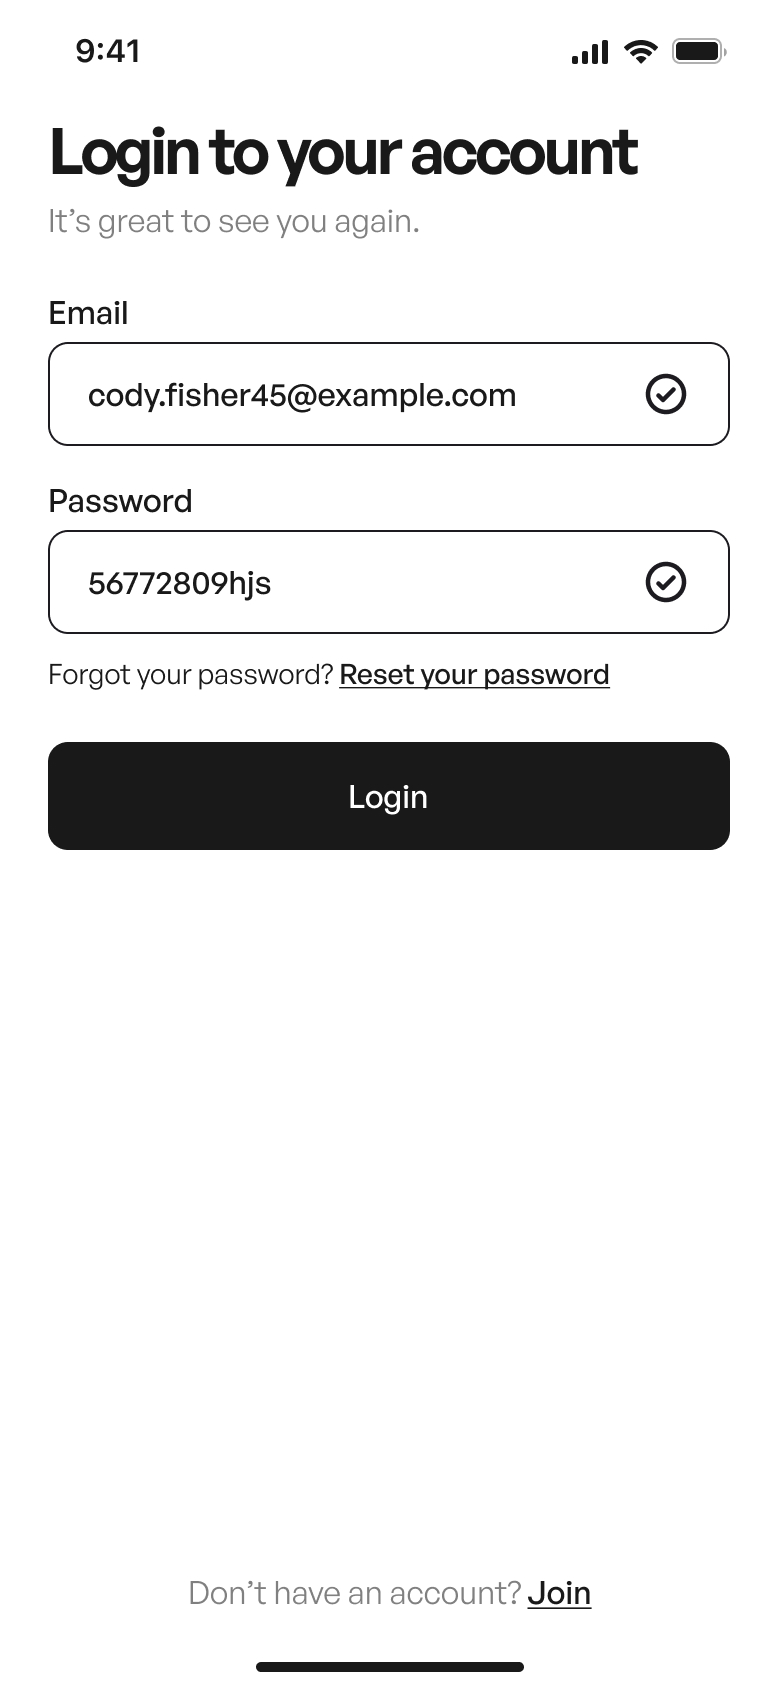 9:41
Login to your account
It’s great to see you again.
Email
cody.fisher45@example.com
Password
56772809hjs
Forgot your password? Reset your password
Login
Don’t have an account? Join